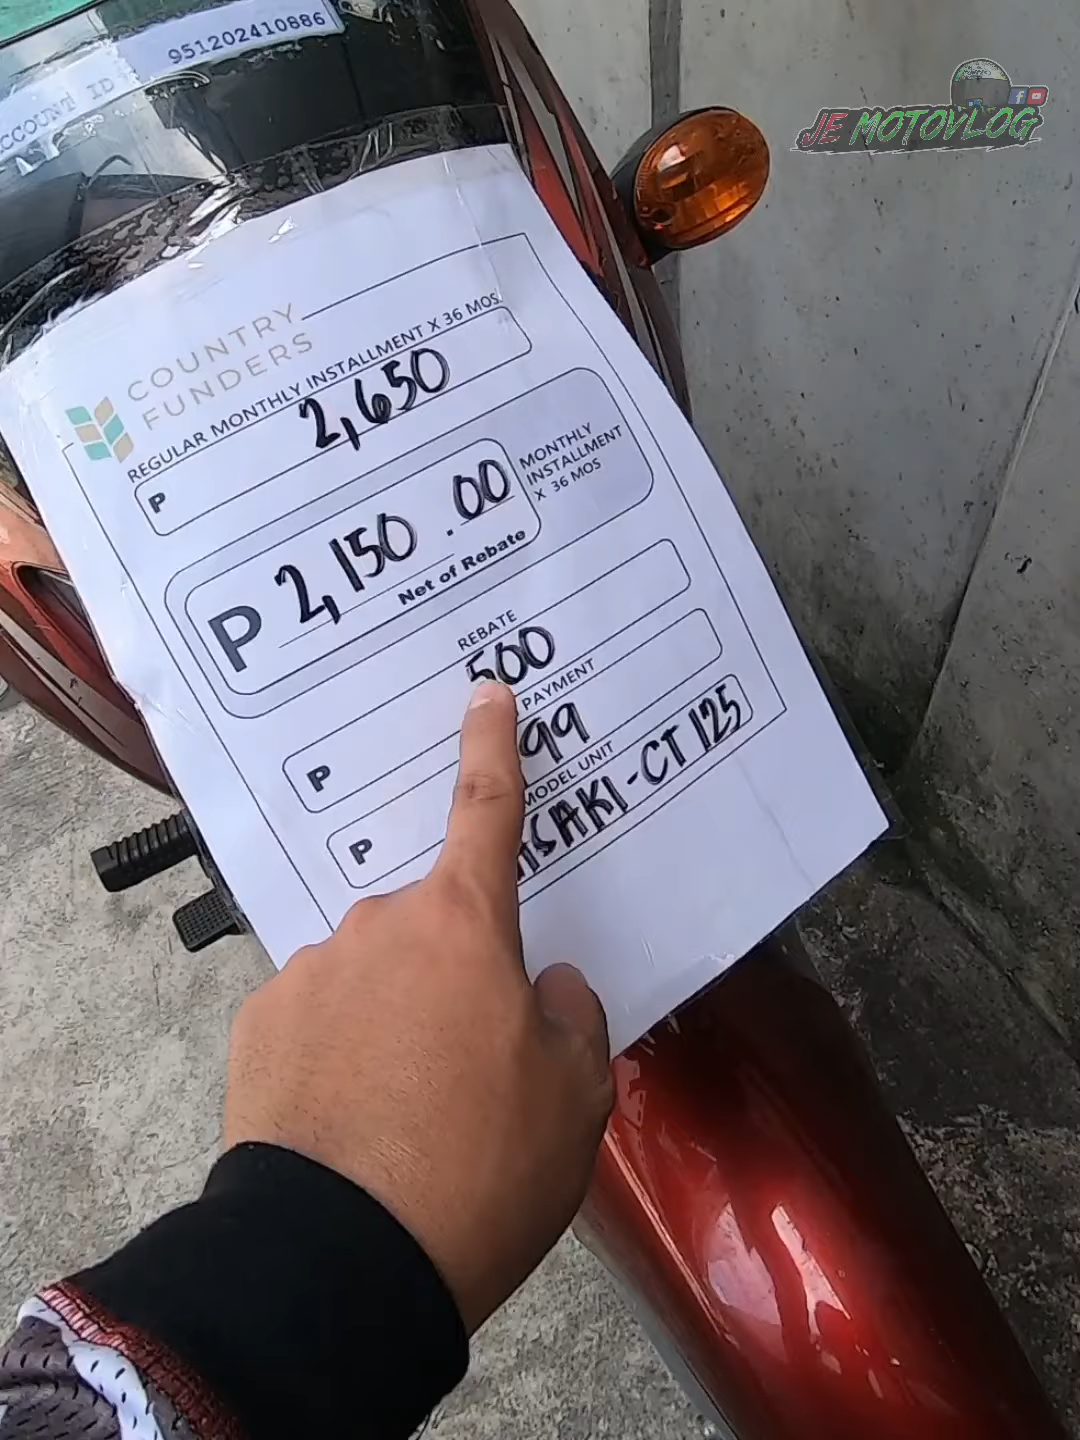 ACCOUNT ID 951202410886
JE MOTOVLOG
COUNTRY
FUNDERS
REGULAR MONTHLY INSTALLMENT X 36 MOS.
P 2,650
P 2,150.00
Net of Rebate
MONTHLY
INSTALLMENT
X 36 MOS
REBATE
P 500
PAYMENT
P 99
MODEL UNIT
ASAKI-CT 125